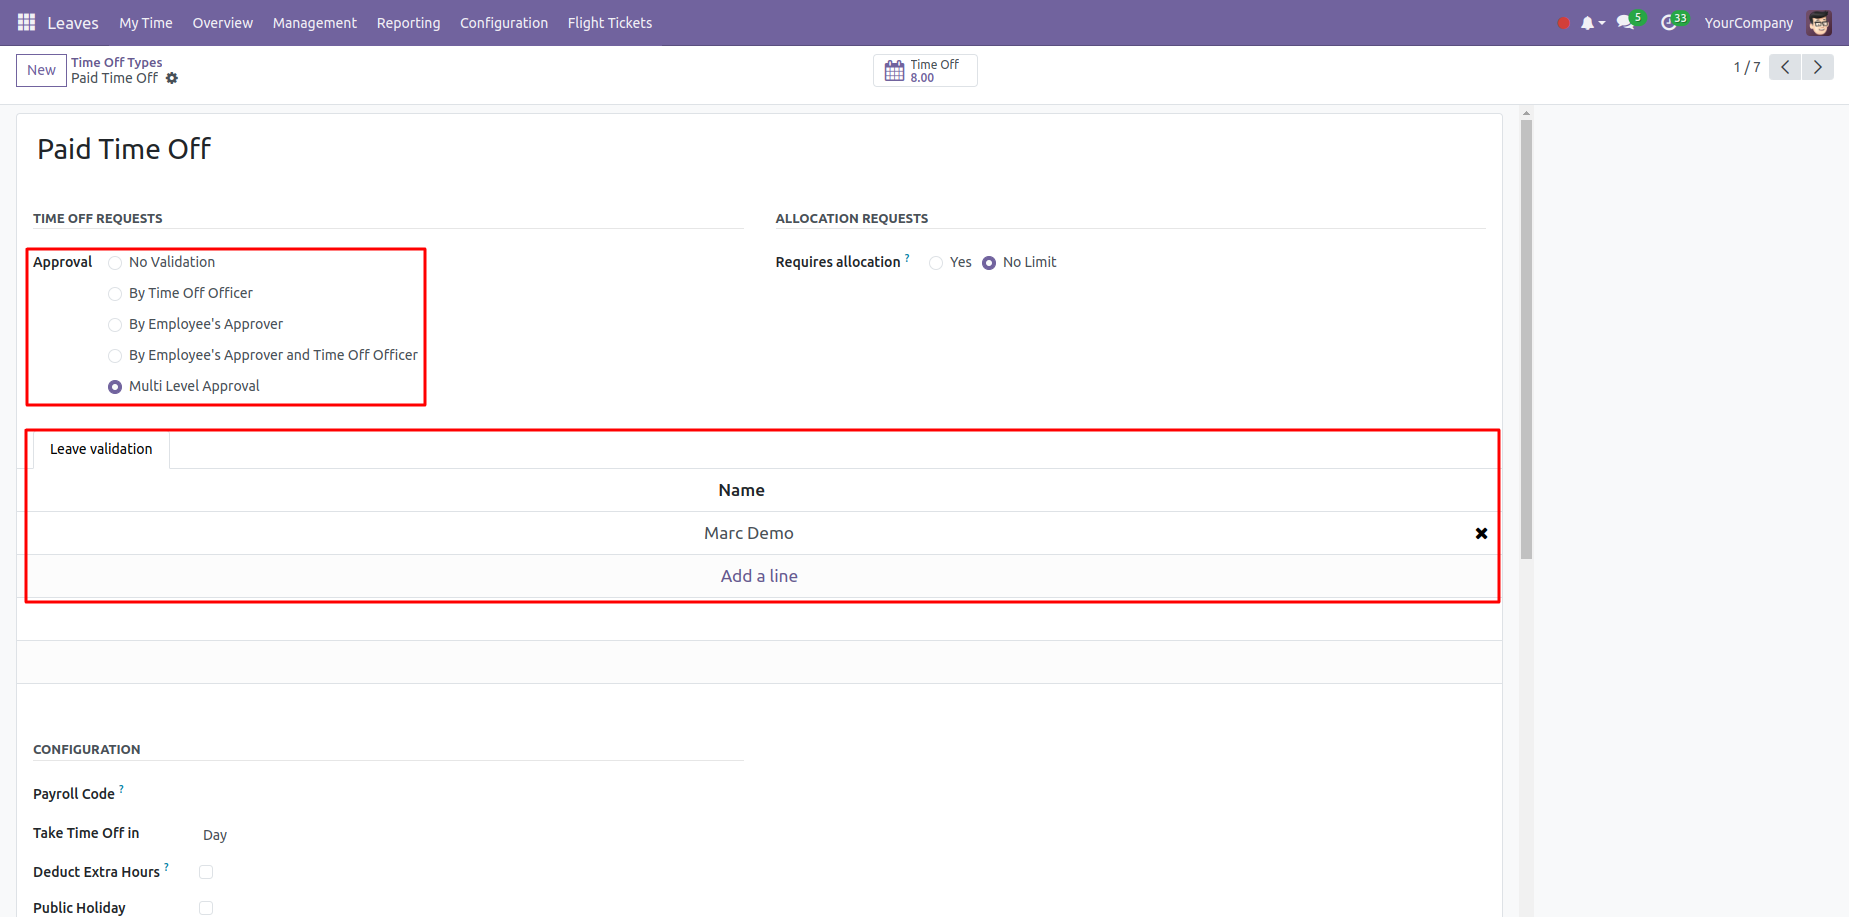 Leaves My Time Overview Management Reporting Configuration Flight Tickets 5 33 YourCompany
New Time Off Types
Paid Time Off
Time Off
8.00
1 / 7
Paid Time Off
TIME OFF REQUESTS
ALLOCATION REQUESTS
Approval No Validation
By Time Off Officer
By Employee's Approver
By Employee's Approver and Time Off Officer
Multi Level Approval
Requires allocation ? Yes No Limit
Leave validation
Name
Marc Demo
Add a line
CONFIGURATION
Payroll Code ?
Take Time Off in Day
Deduct Extra Hours ?
Public Holiday